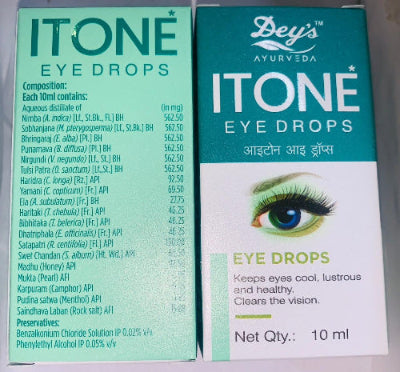 ITONE*
EYE DROPS
Composition:
Each 10ml contains:
Aqueous distillate of (in mg)
Nimba (A. indica) [Lf, St.Bk., Fl.] BH 562.50
Sobhanjana (M. pterygosperma) [Lf, St.Bk.] BH 562.50
Bhringaraj (E. alba) [Pl.] BH 562.50
Punarnava (B. diffusa) [Pl.] BH 562.50
Nirgundi (V. negundo) [Lf., St.] BH 562.50
Tulsi Patra (O. sanctum) [Lf., St.] BH 562.50
Haridra (C. longa) [Rz.] API 92.50
Yamani (C. copticum) [Fr.] API 69.50
Ela (A. subulatum) [Fr.] BH 27.75
Haritaki (T. chebula) [Fr.] API 46.25
Bibhitaka (T. belerica) [Fr.] API 46.25
Dhatriphala (E. officinalis) [Fr.] API 46.25
Satapatri (R. centifolia) [Fl.] API
Swet Chandan (S. album) [Ht. Wd.] API
Madhu (Honey) API
Mukta (Pearl) AFI
Karpuram (Camphor) API
Pudina satwa (Menthol) API
Saindhava Laban (Rock salt) AFI
Preservatives:
Benzalkonium Chloride Solution IP 0.02% v/v
Phenylethyl Alcohol IP 0.05% v/v
Dey's™
AYURVEDA
ITONE*
EYE DROPS
आइटोन आइ ड्रॉप्स
EYE DROPS
Keeps eyes cool, lustrous
and healthy.
Clears the vision.
Net Qty.: 10 ml